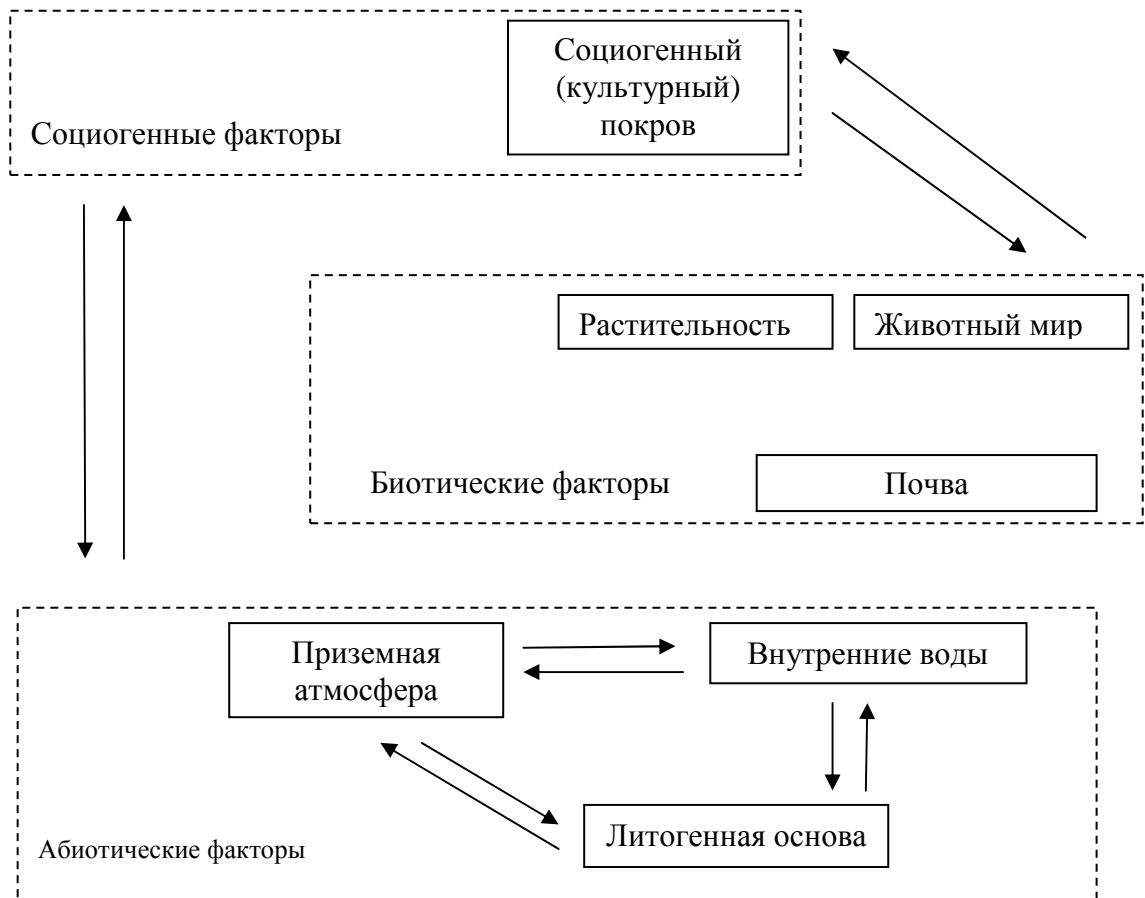 Социогенный
(культурный)
покров
Социогенные факторы
Растительность
Животный мир
Биотические факторы
Почва
Приземная
атмосфера
Внутренние воды
Литогенная основа
Абиотические факторы